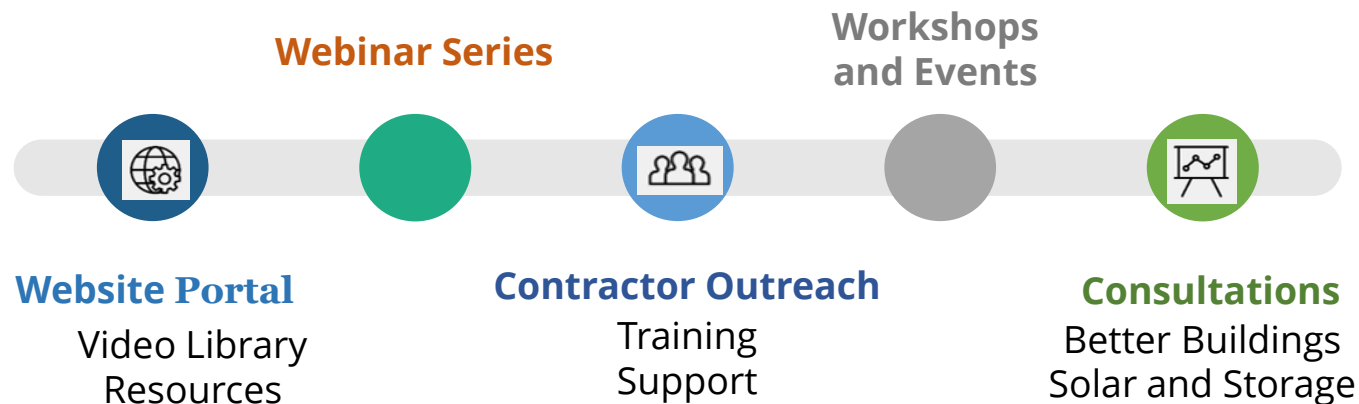 Webinar Series
Workshops
and Events
Website Portal
Video Library
Resources
Contractor Outreach
Training
Support
Consultations
Better Buildings
Solar and Storage